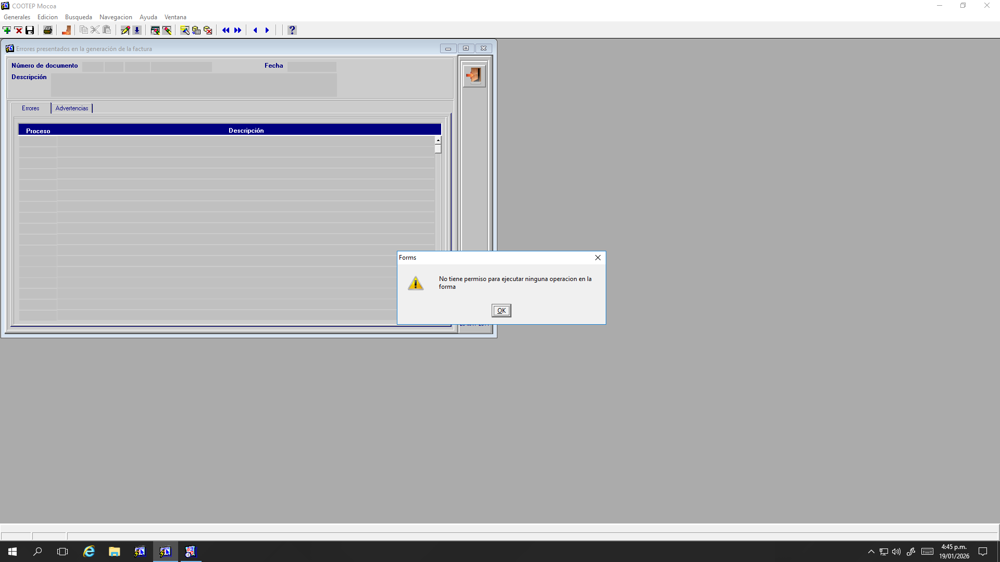 COOTEP Mocoa
Generales Edicion Busqueda Navegacion Ayuda Ventana
Errores presentados en la generación de la factura
Número de documento
Fecha
Descripción
Errores Advertencias
Proceso Descripción
Forms
No tiene permiso para ejecutar ninguna operacion en la
forma
OK
4:45 p.m.
19/01/2026